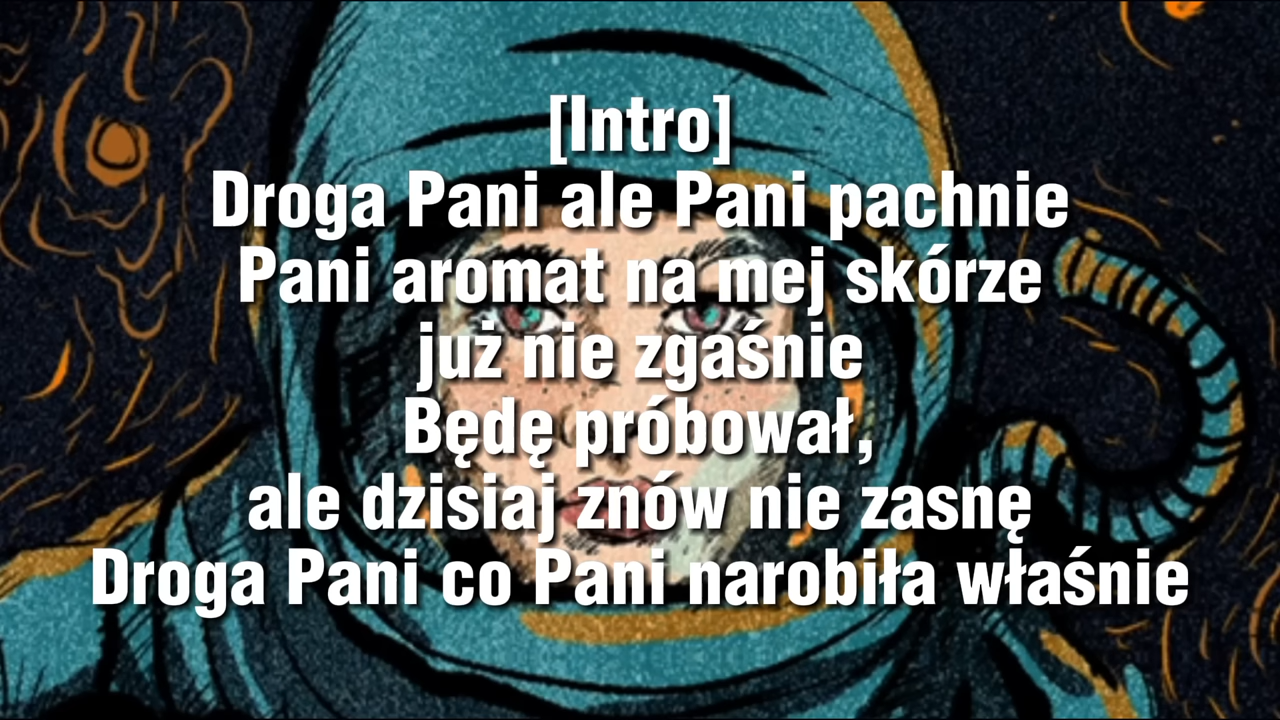 [Intro]
Droga Pani ale Pani pachnie
Pani aromat na mej skórze
już nie zgaśnie
Będę próbował,
ale dzisiaj znów nie zasnę
Droga Pani co Pani narobiła właśnie